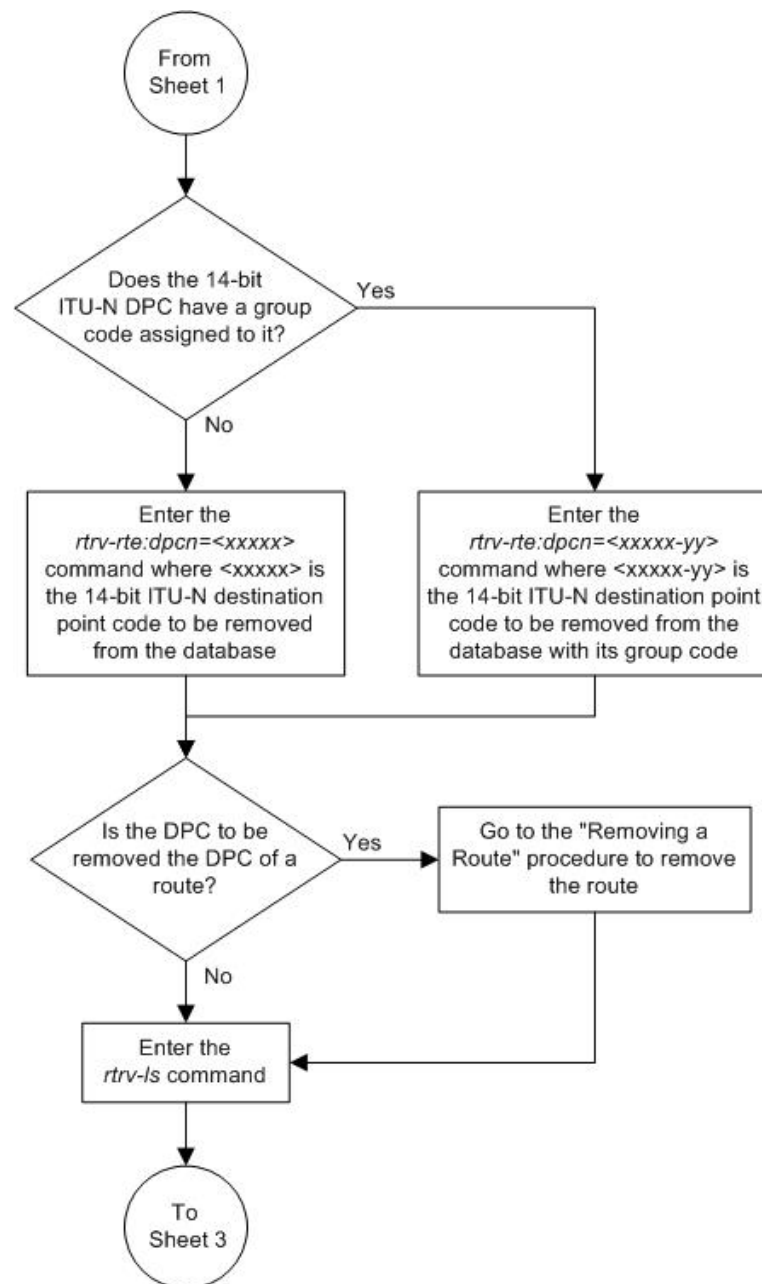 From
Sheet 1
Does the 14-bit
ITU-N DPC have a group
code assigned to it?
Yes
No
Enter the
rtrv-rte:dpcn=<xxxxx>
command where <xxxxx> is
the 14-bit ITU-N destination
point code to be removed
from the database
Enter the
rtrv-rte:dpcn=<xxxxx-yy>
command where <xxxxx-yy> is
the 14-bit ITU-N destination point
code to be removed from the
database with its group code
Is the DPC to be
removed the DPC of a
route?
Yes
Go to the "Removing a
Route" procedure to remove
the route
No
Enter the
rtrv-ls command
To
Sheet 3